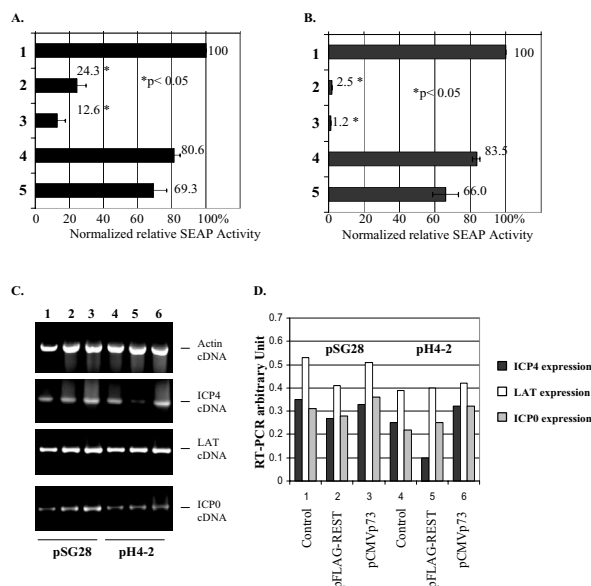 A.
1
100
2
24.3 *
*p< 0.05
3
12.6 *
4
80.6
5
69.3
0 20 40 60 80 100%
Normalized relative SEAP Activity
B.
1
100
2
2.5 *
*p< 0.05
3
1.2 *
4
83.5
5
66.0
0 20 40 60 80 100%
Normalized relative SEAP Activity
C.
1 2 3 4 5 6
Actin
cDNA
ICP4
cDNA
LAT
cDNA
ICP0
cDNA
pSG28 pH4-2
D.
RT-PCR arbitrary Unit
0.7
0.6
0.5
0.4
0.3
0.2
0.1
0
pSG28 pH4-2
1 2 3 4 5 6
Control
pFLAG-REST
pCMVp73
Control
pFLAG-REST
pCMVp73
ICP4 expression
LAT expression
ICP0 expression